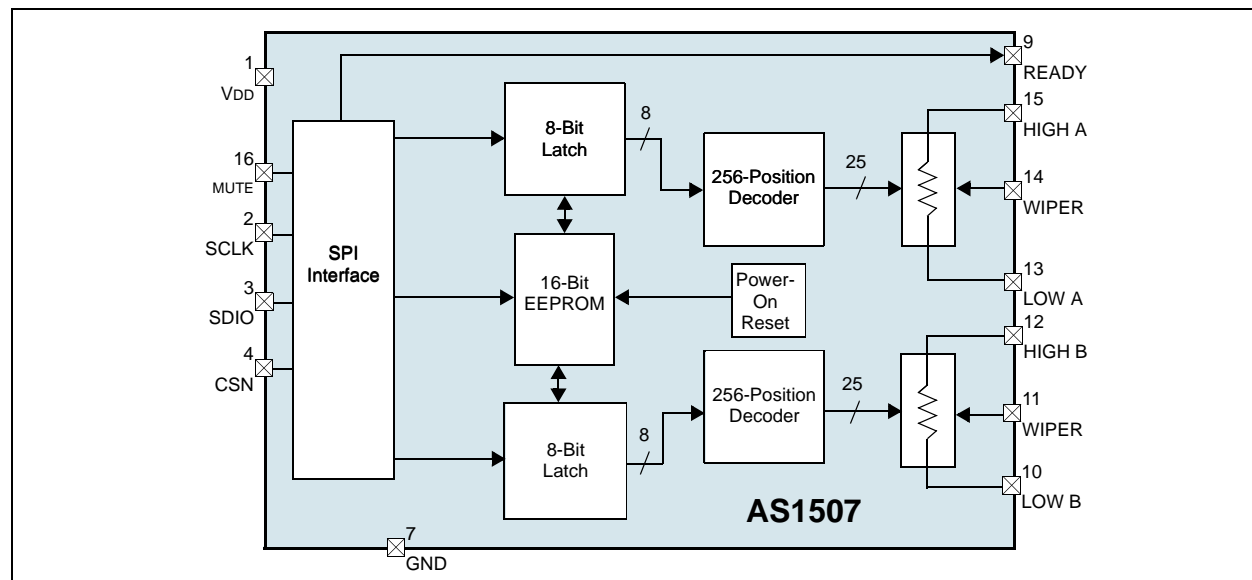 1
VDD
16
MUTE
2
SCLK
3
SDIO
4
CSN
SPI
Interface
8-Bit
Latch
8
16-Bit
EEPROM
8-Bit
Latch
8
256-Position
Decoder
25
Power-
On
Reset
256-Position
Decoder
25
9
READY
15
HIGH A
14
WIPER
13
LOW A
12
HIGH B
11
WIPER
10
LOW B
AS1507
7
GND